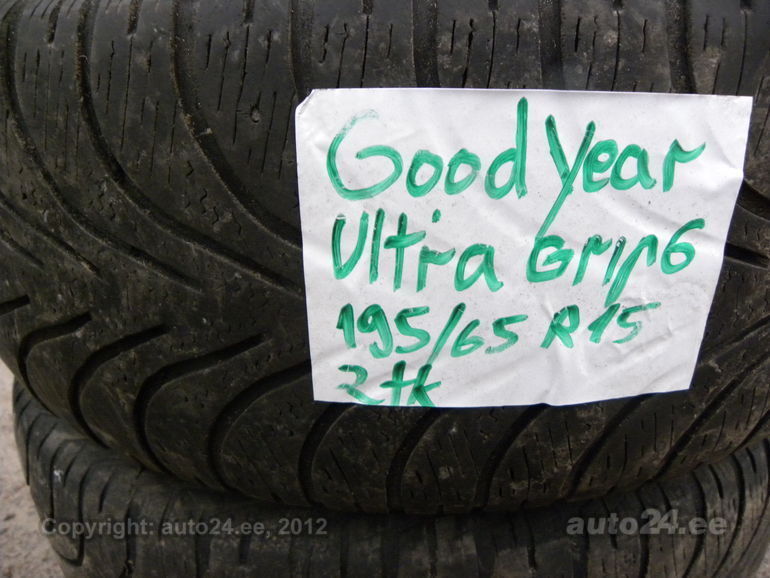 Good Year
Ultra Grip6
195/65 R15
2tk
Copyright: auto24.ee, 2012
auto24.ee